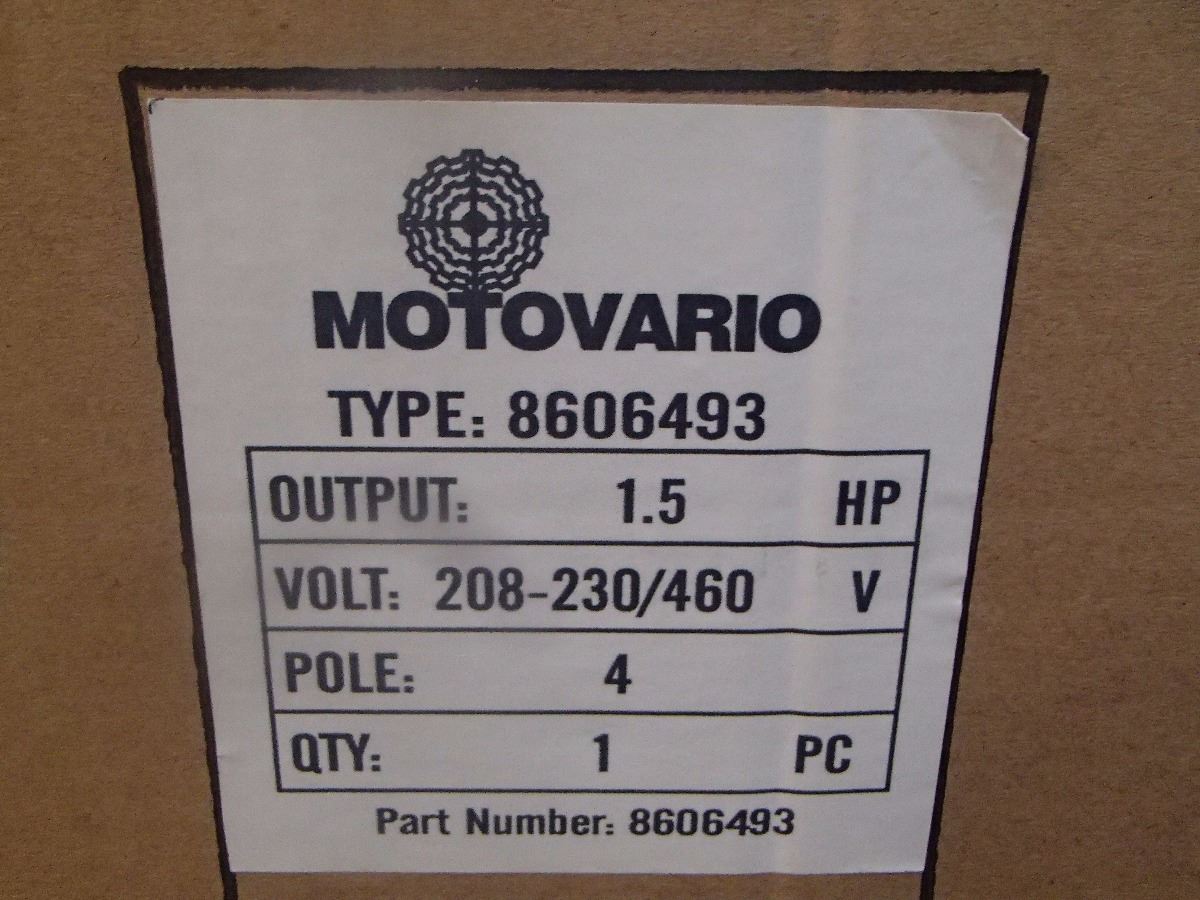 MOTOVARIO
TYPE: 8606493
OUTPUT: 1.5 HP
VOLT: 208-230/460 V
POLE: 4
QTY: 1 PC
Part Number: 8606493